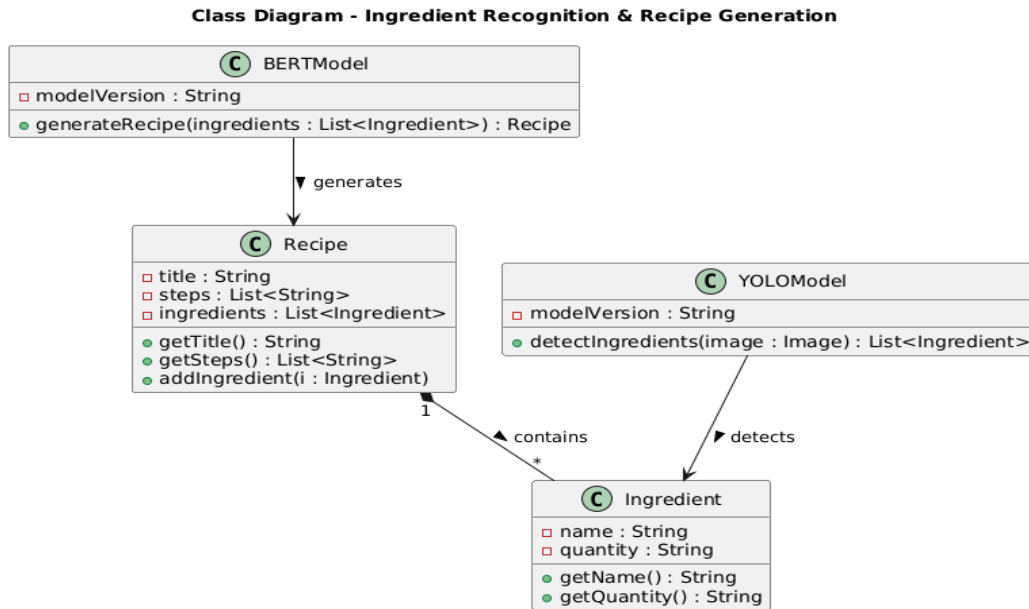 Class Diagram - Ingredient Recognition & Recipe Generation
C BERTModel
modelVersion : String
generateRecipe(ingredients : List<Ingredient>) : Recipe
generates
C Recipe
title : String
steps : List<String>
ingredients : List<Ingredient>
getTitle() : String
getSteps() : List<String>
addIngredient(i : Ingredient)
C YOLOModel
modelVersion : String
detectIngredients(image : Image) : List<Ingredient>
1
contains
*
detects
C Ingredient
name : String
quantity : String
getName() : String
getQuantity() : String